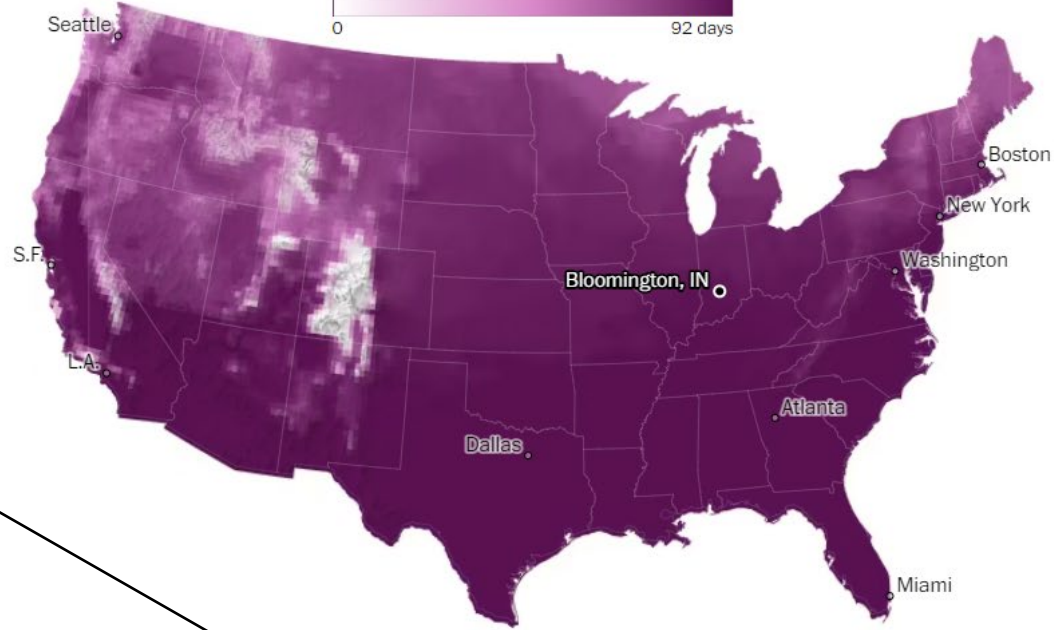 0 92 days
Seattle
Boston
New York
S.F.
Washington
Bloomington, IN
L.A.
Atlanta
Dallas
Miami